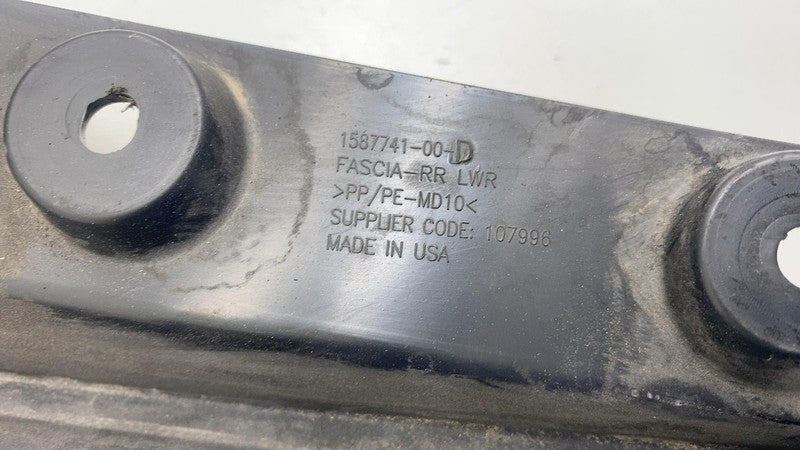 1587741-00-D
FASCIA-RR LWR
>PP/PE-MD10<
SUPPLIER CODE: 107996
MADE IN USA